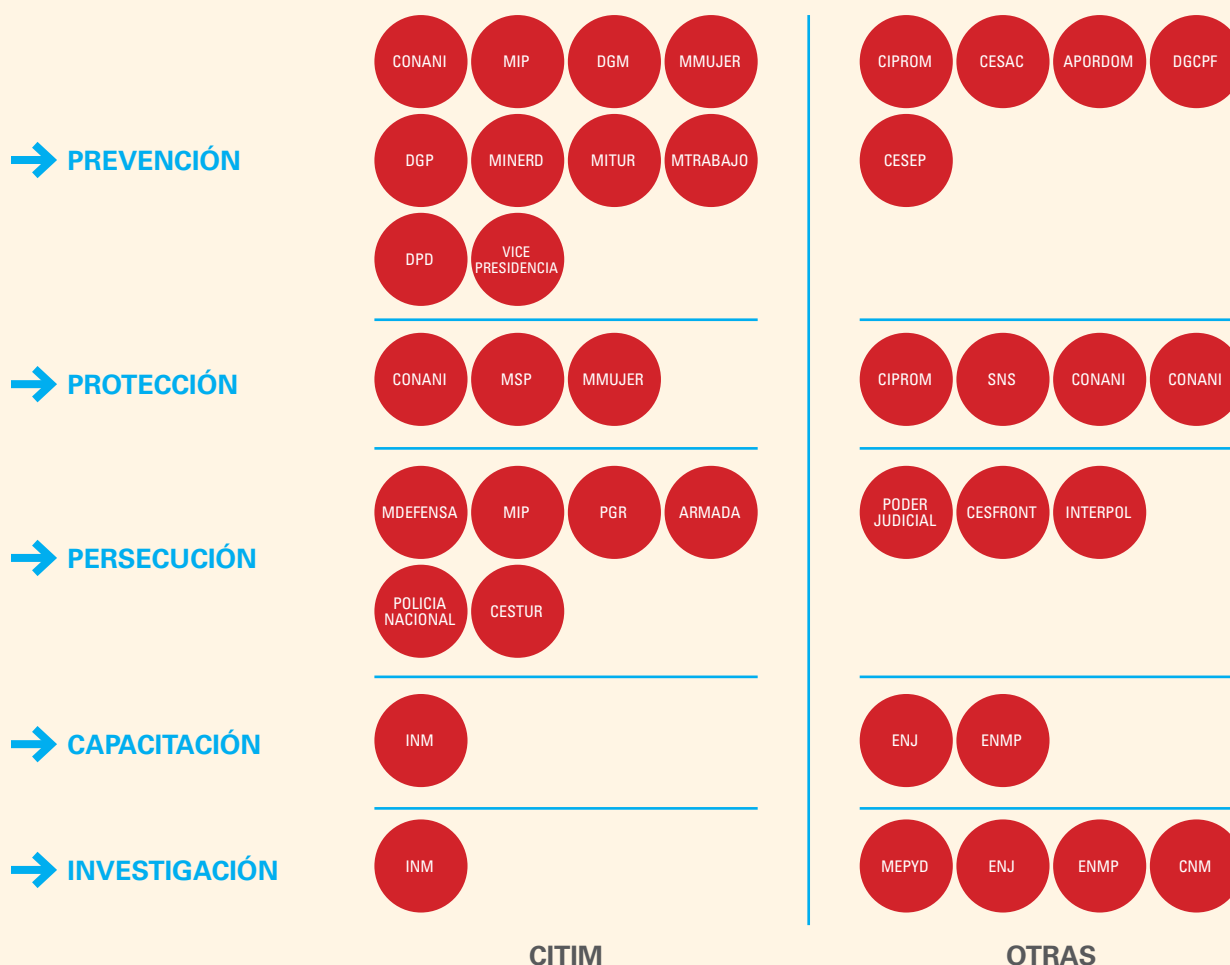 CONANI MIP DGM MMUJER CIPROM CESAC APORDOM DGCPF
PREVENCIÓN DGP MINERD MITUR MTRABAJO CESEP
DPD VICE
PRESIDENCIA
PROTECCIÓN CONANI MSP MMUJER CIPROM SNS CONANI CONANI
MDEFENSA MIP PGR ARMADA PODER
JUDICIAL CESFRONT INTERPOL
PERSECUCIÓN
POLICIA
NACIONAL CESTUR
CAPACITACIÓN INM ENJ ENMP
INVESTIGACIÓN INM MEPYD ENJ ENMP CNM
CITIM OTRAS